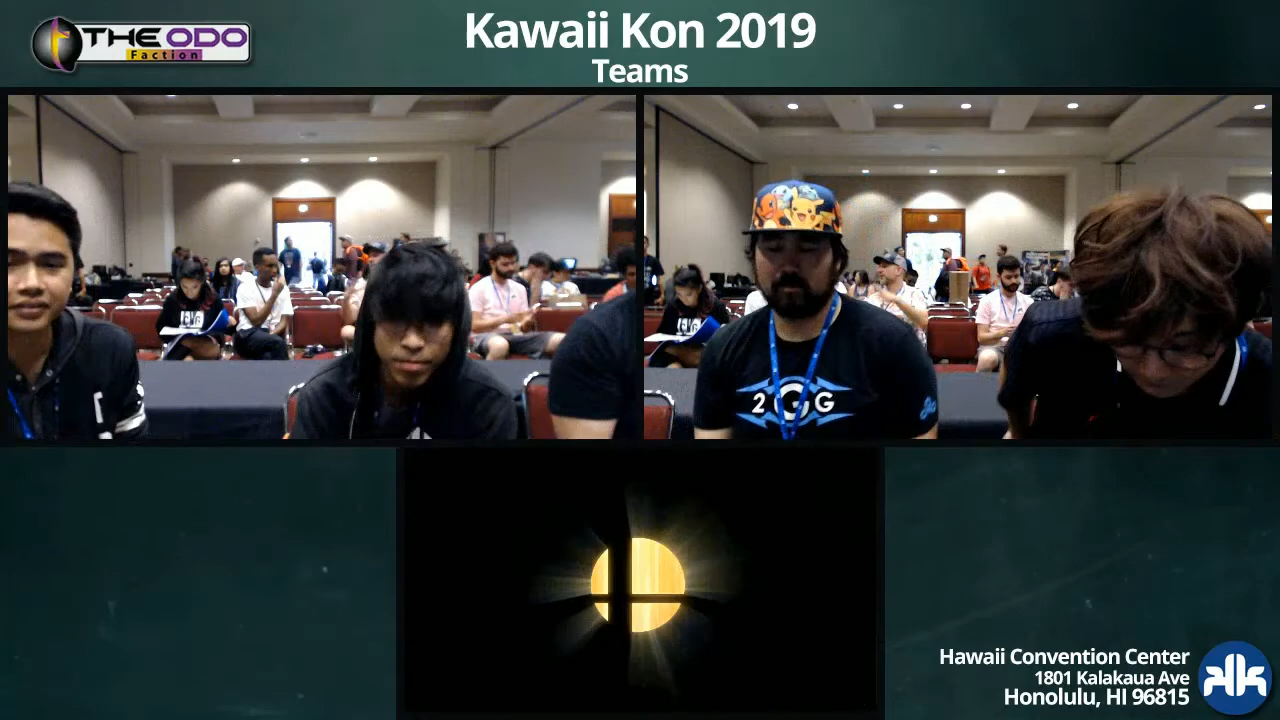 THE ODO
Faction
Kawaii Kon 2019
Teams
2GG
Hawaii Convention Center
1801 Kalakaua Ave
Honolulu, HI 96815